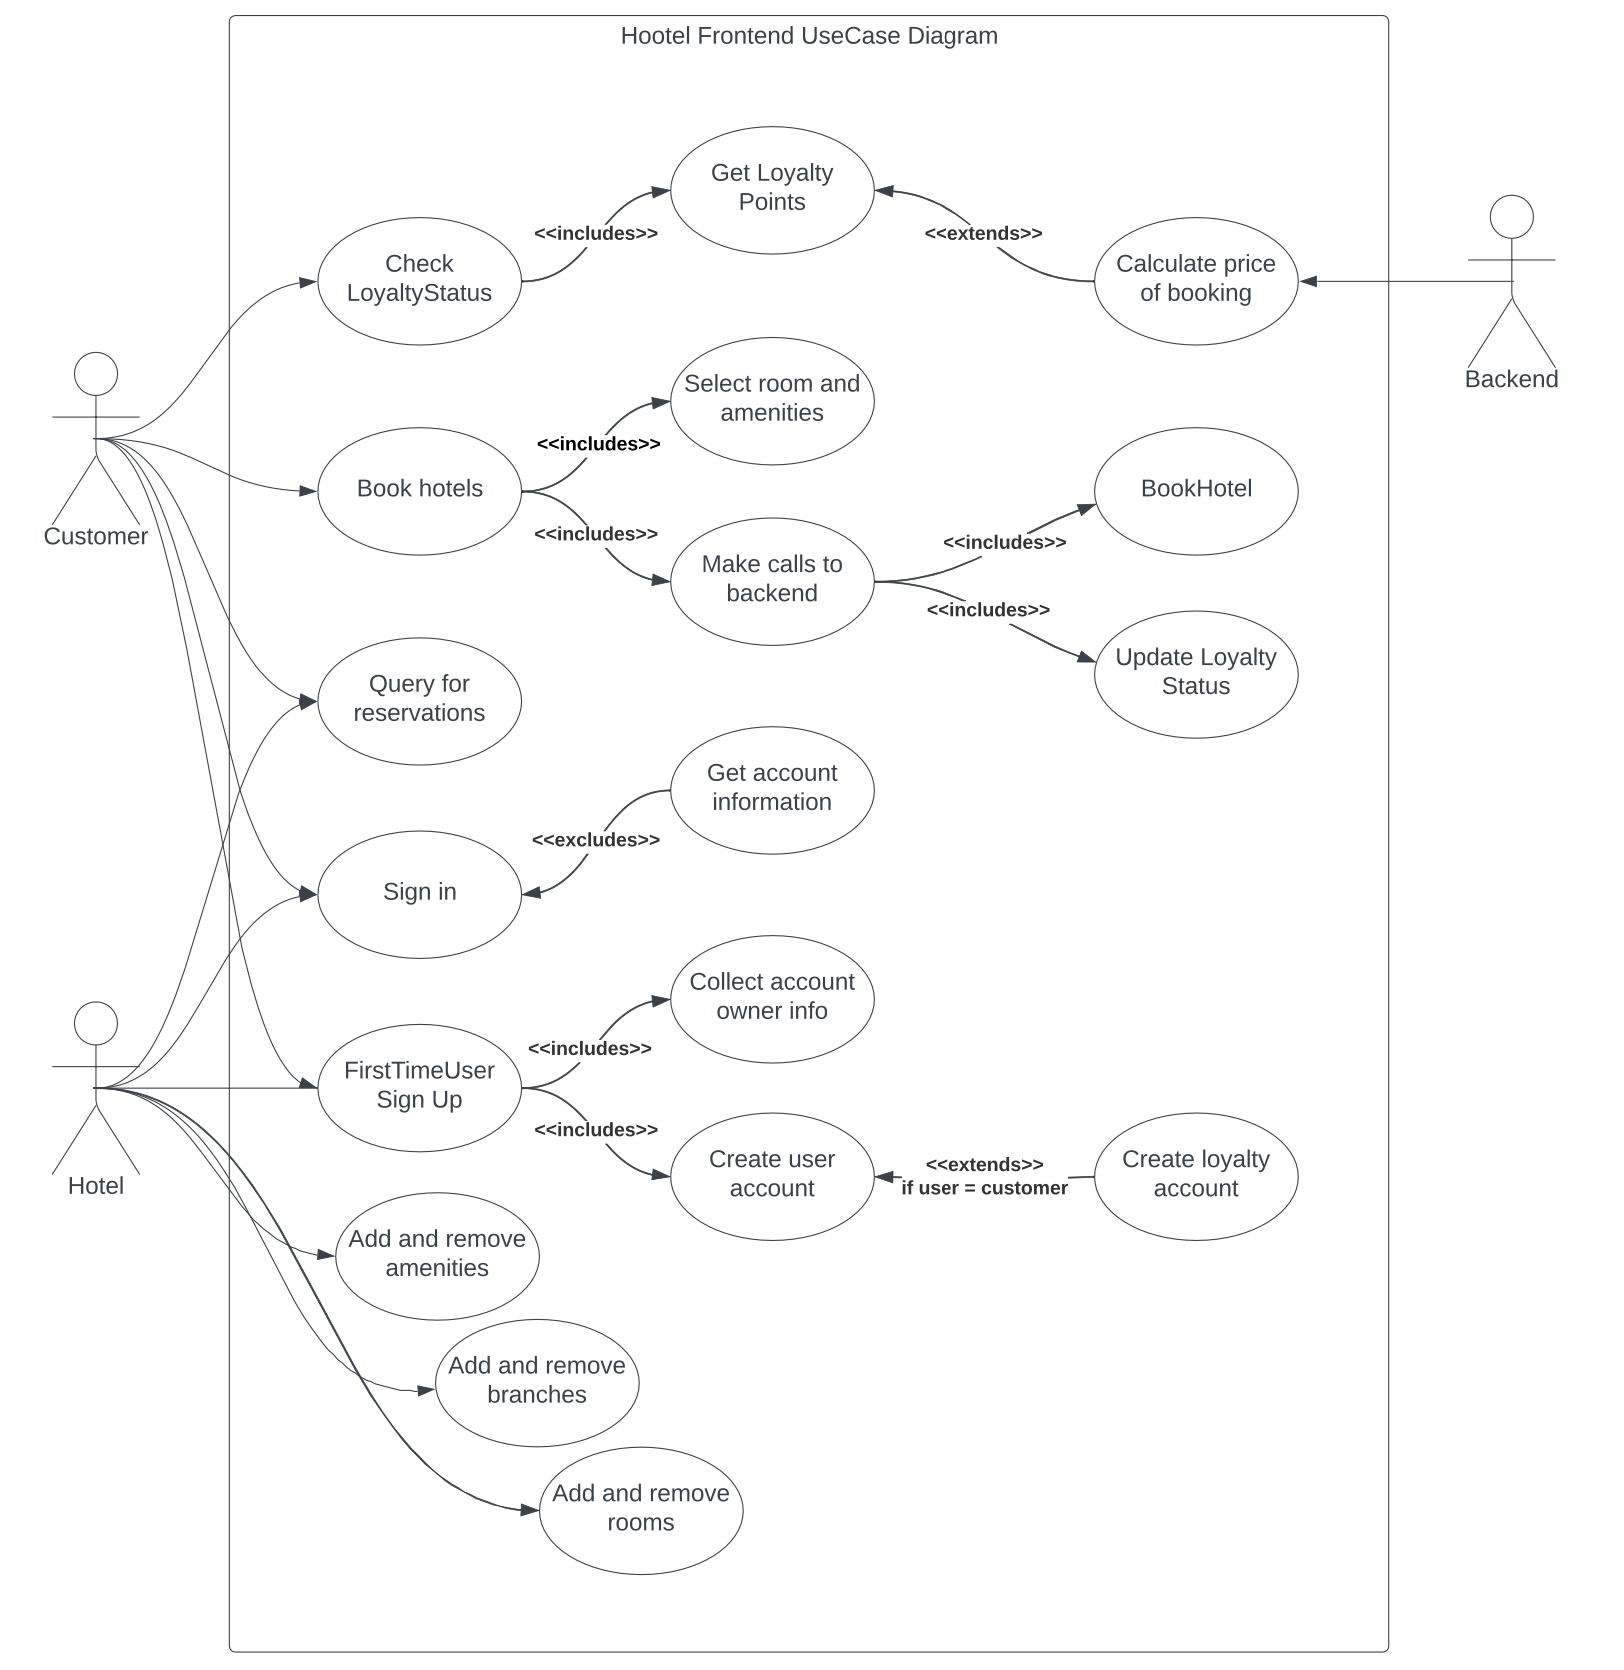 Hootel Frontend UseCase Diagram
Get Loyalty
Points
<<includes>>
<<extends>>
Check
LoyaltyStatus
Calculate price
of booking
Backend
Select room and
amenities
<<includes>>
Customer
Book hotels
BookHotel
<<includes>>
<<includes>>
Make calls to
backend
<<includes>>
Update Loyalty
Status
Query for
reservations
Get account
information
<<excludes>>
Sign in
Collect account
owner info
<<includes>>
FirstTimeUser
Sign Up
<<includes>>
Hotel
Create user
account
<<extends>>
if user = customer
Create loyalty
account
Add and remove
amenities
Add and remove
branches
Add and remove
rooms